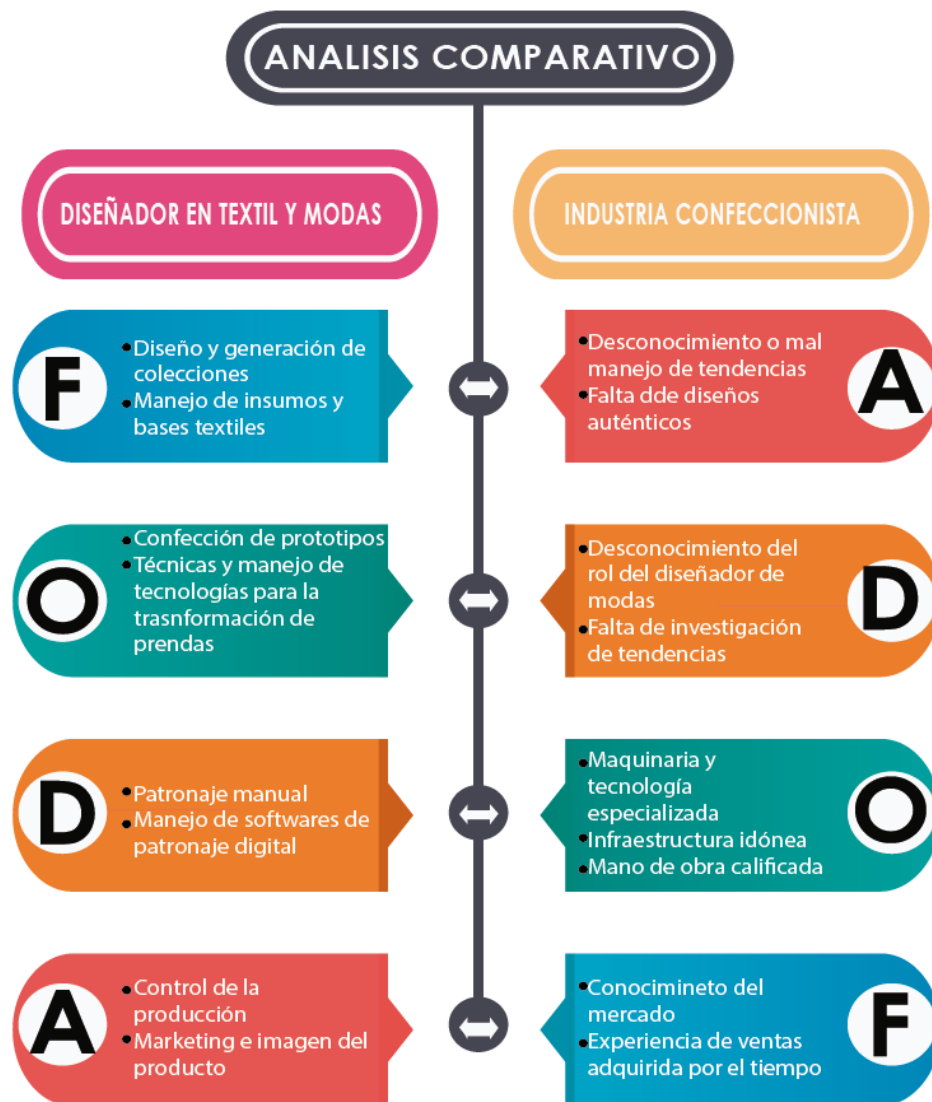 ANALISIS COMPARATIVO
DISEÑADOR EN TEXTIL Y MODAS
INDUSTRIA CONFECCIONISTA
F
•Diseño y generación de
colecciones
•Manejo de insumos y
bases textiles
•Desconocimiento o mal
manejo de tendencias
•Falta dde diseños
auténticos
A
O
•Confección de prototipos
•Técnicas y manejo de
tecnologías para la
trasnformación de
prendas
•Desconocimiento del
rol del diseñador de
modas
•Falta de investigación
de tendencias
D
D
•Patronaje manual
•Manejo de softwares de
patronaje digital
•Maquinaria y
tecnología
especializada
•Infraestructura idónea
•Mano de obra calificada
O
A
•Control de la
producción
•Marketing e imagen del
producto
•Conocimineto del
mercado
•Experiencia de ventas
adquirida por el tiempo
F